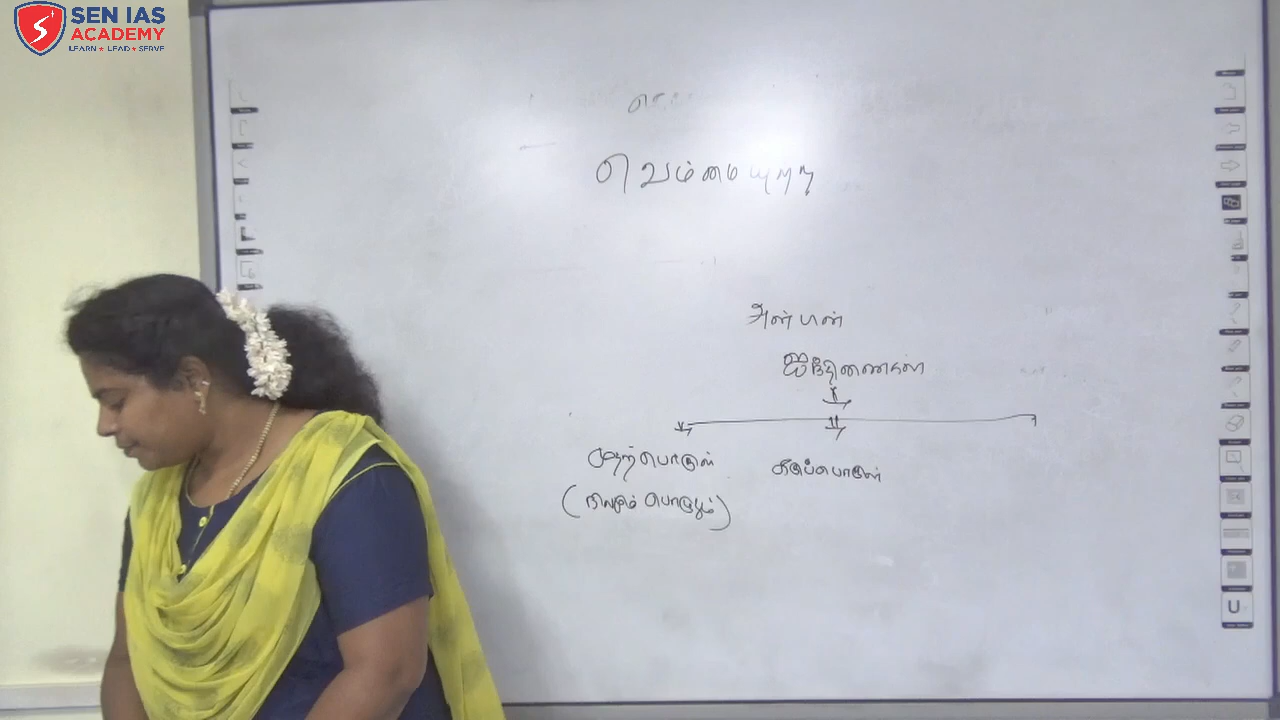 SEN IAS
ACADEMY
LEARN ★ LEAD ★ SERVE
வெம்மையுற
அன்பன்
ஐந்திணைகள்
முதற்பொருள்
கருப்பொருள்
(நிலமும் பொழுதும்)
U